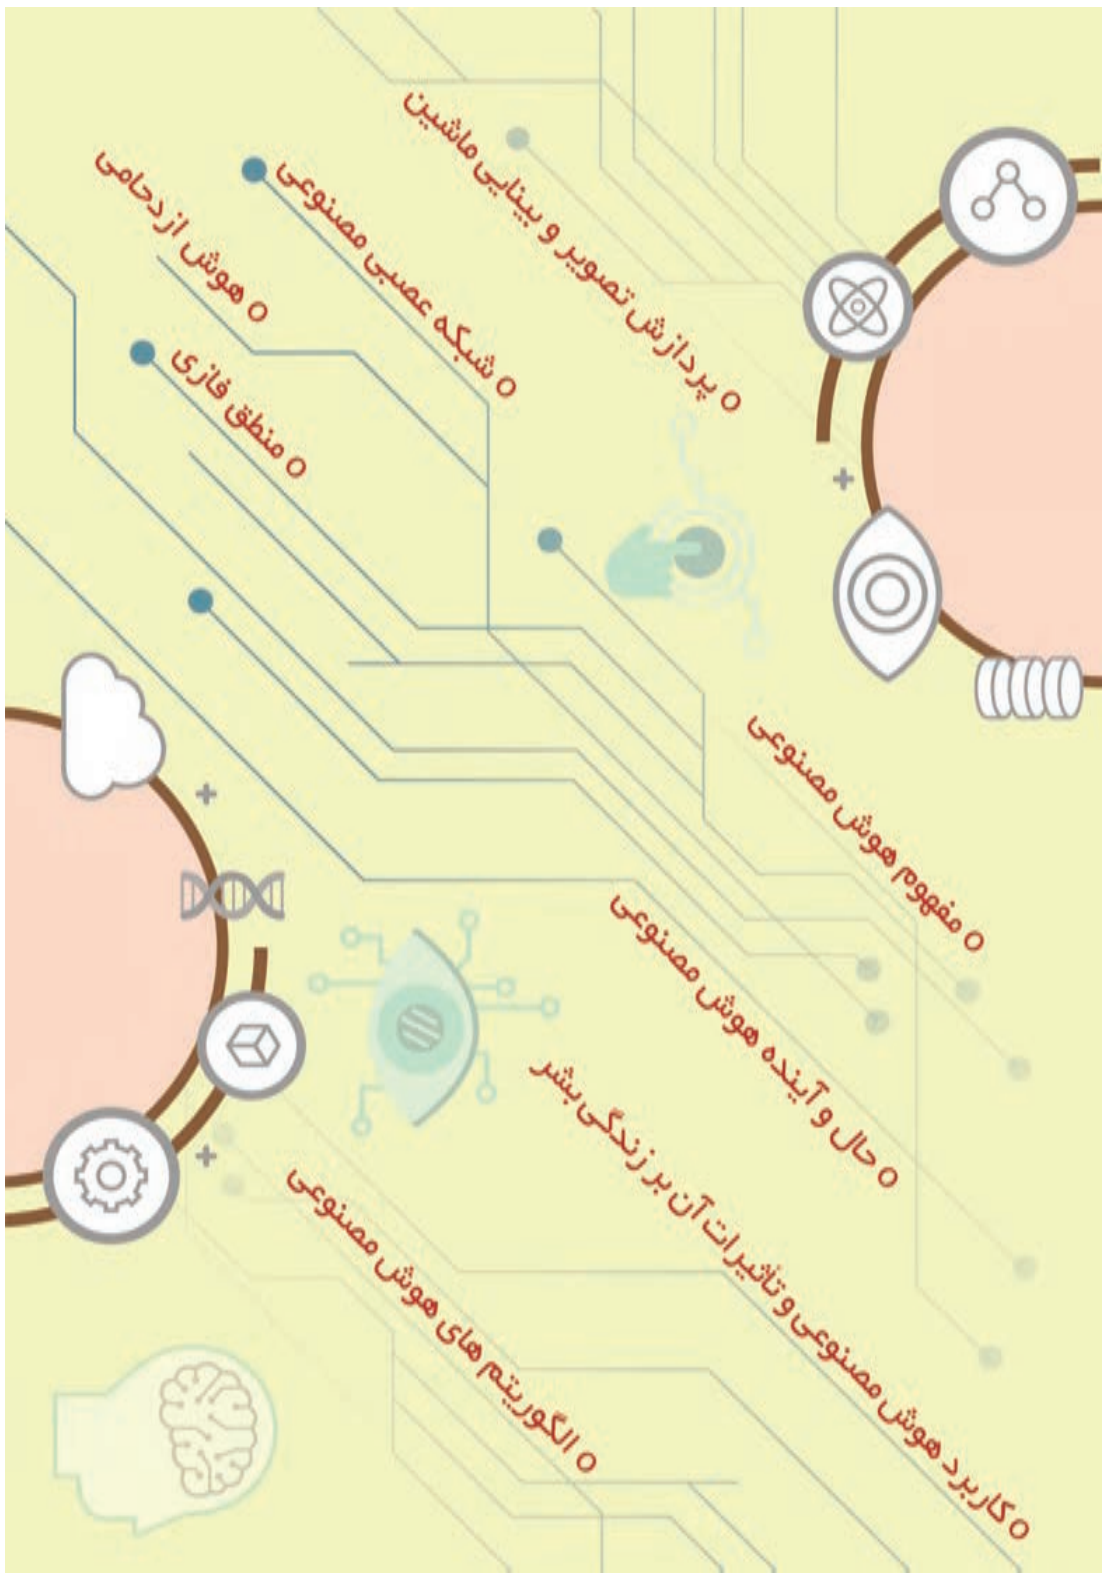 o مفهوم هوش مصنوعی
o حال و آینده هوش مصنوعی
o کاربرد هوش مصنوعی و تأثیرات آن بر زندگی بشر
o الگوریتم های هوش مصنوعی
o پردازش تصویر و بینایی ماشین
o شبکه عصبی مصنوعی
o هوش ازدحامی
o منطق فازی